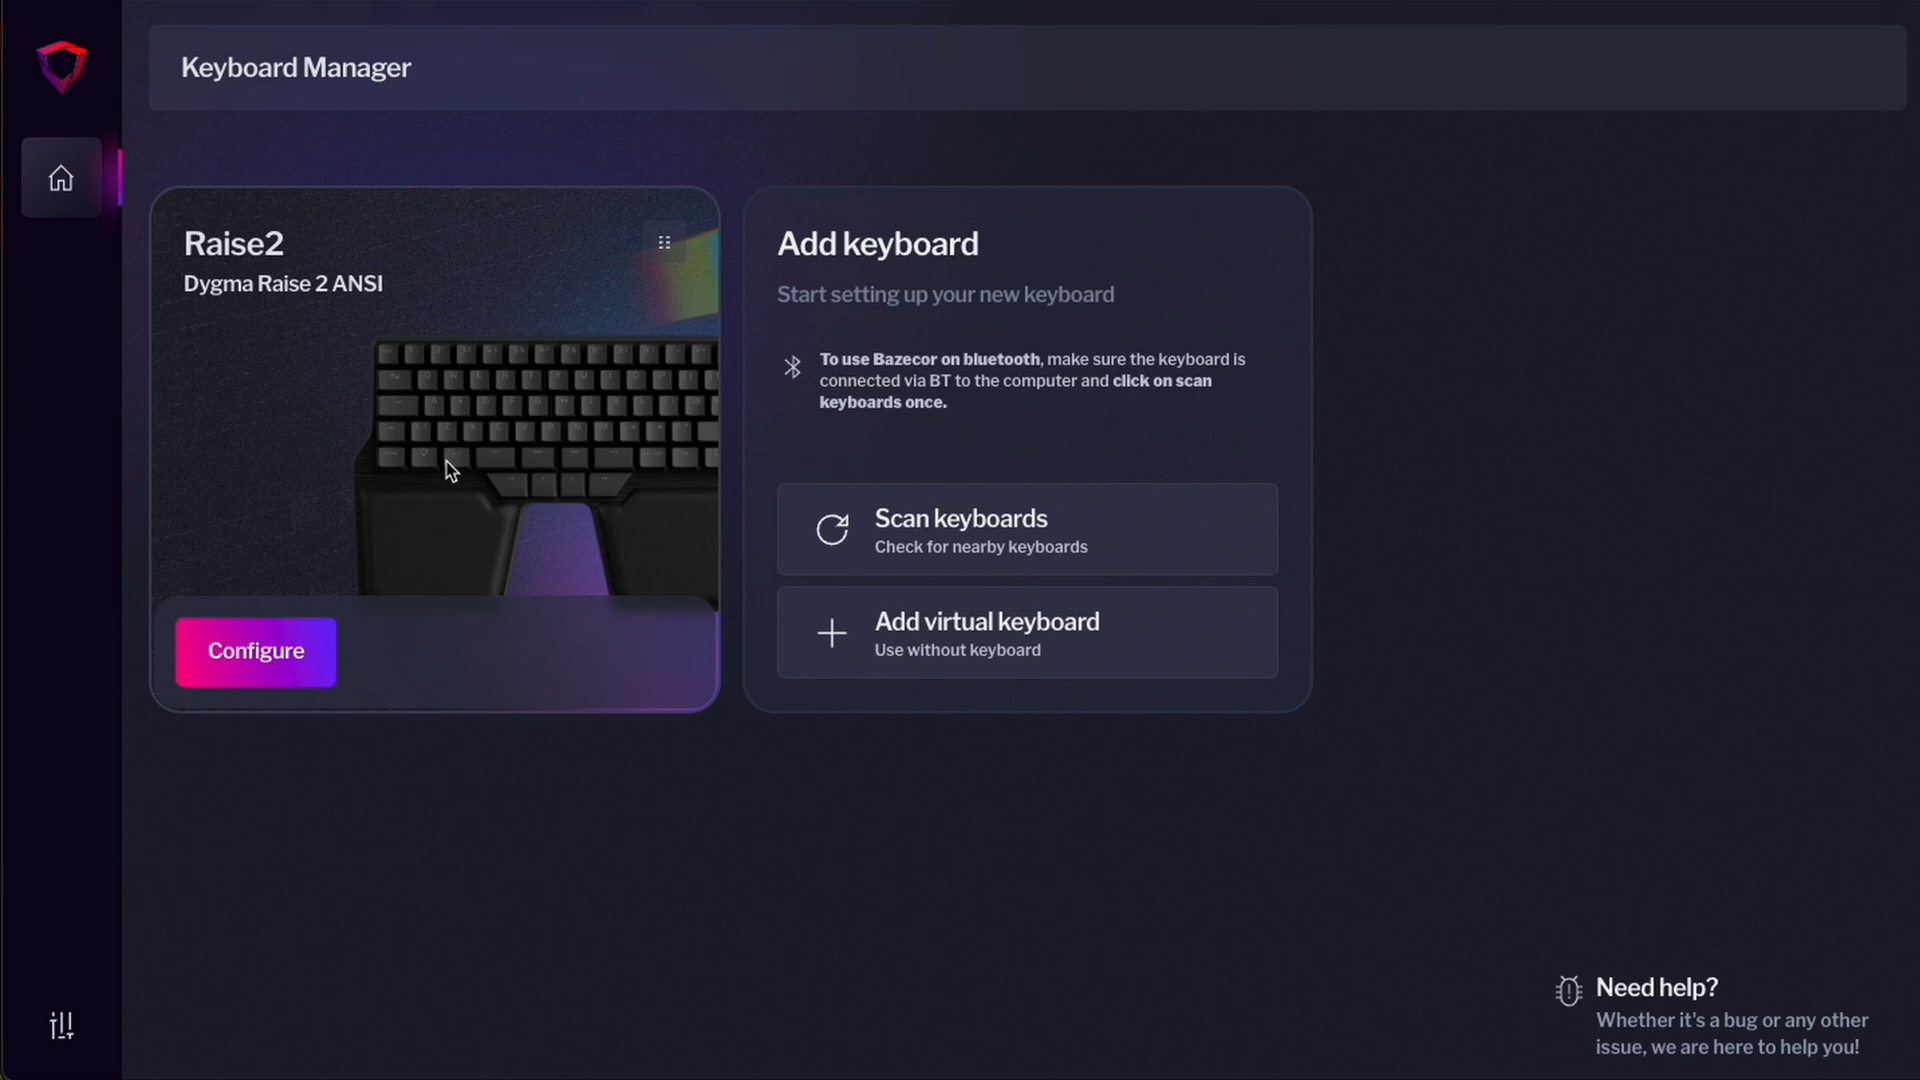 Keyboard Manager
Raise2
Dygma Raise 2 ANSI
Configure
Add keyboard
Start setting up your new keyboard
To use Bazecor on bluetooth, make sure the keyboard is
connected via BT to the computer and click on scan
keyboards once.
Scan keyboards
Check for nearby keyboards
Add virtual keyboard
Use without keyboard
Need help?
Whether it's a bug or any other
issue, we are here to help you!